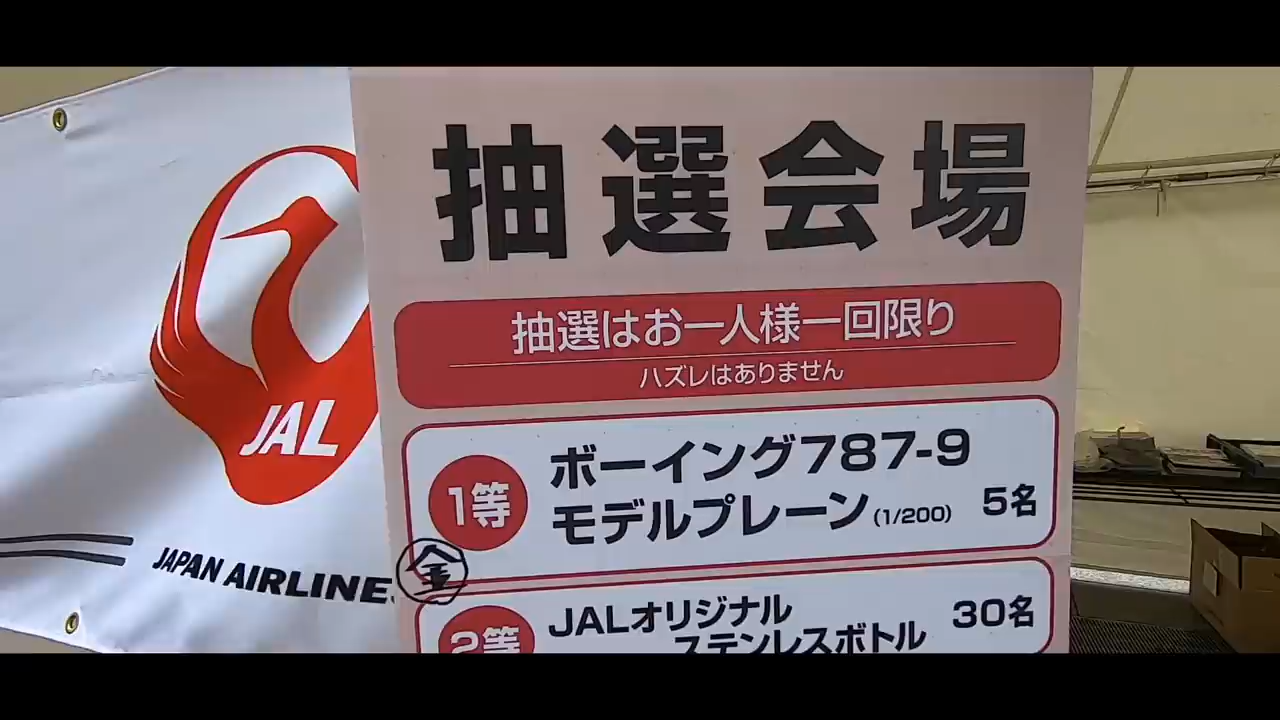 抽選会場
抽選はお一人様一回限り
ハズレはありません
1等
ボーイング787-9
モデルプレーン(1/200) 5名
金
2等
JALオリジナル
ステンレスボトル
30名
JAL
JAPAN AIRLINE